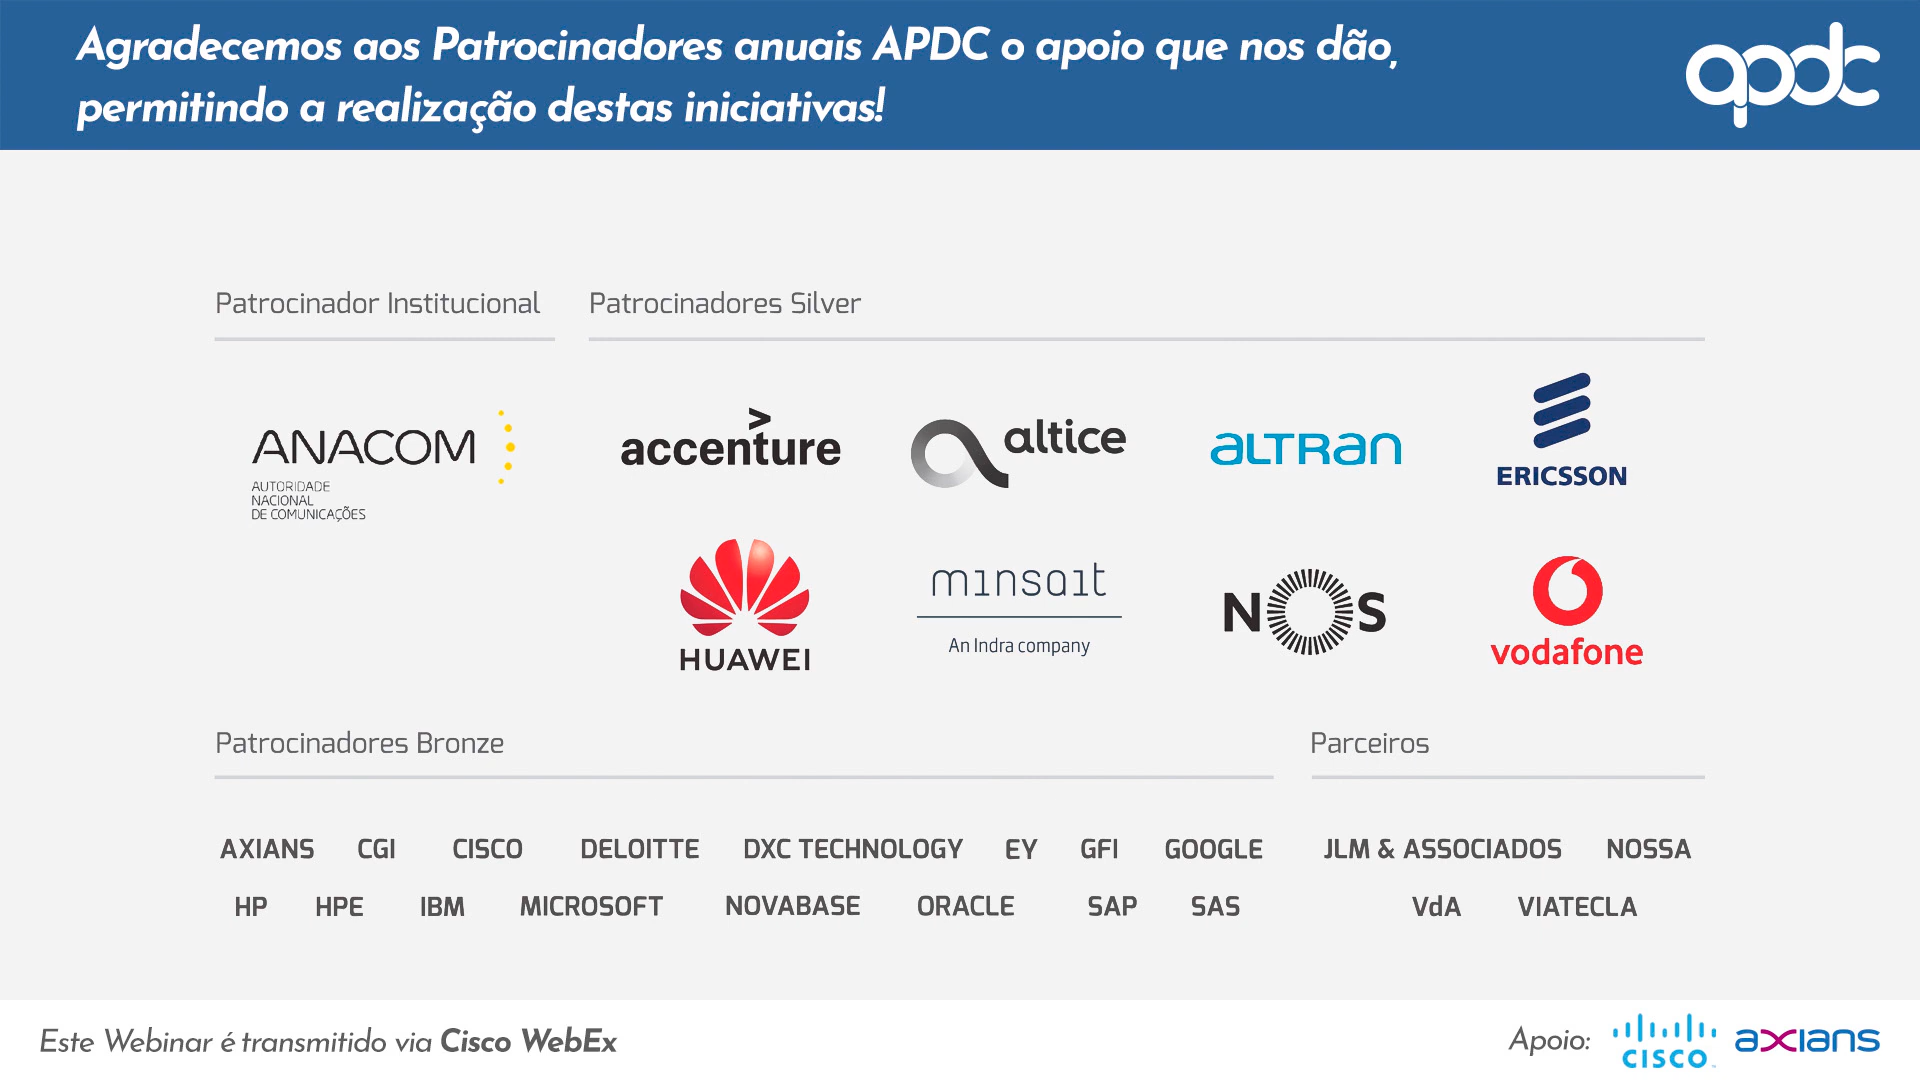 Agradecemos aos Patrocinadores anuais APDC o apoio que nos dão,
permitindo a realização destas iniciativas!
apdc
Patrocinador Institucional
ANACOM
AUTORIDADE
NACIONAL
DE COMUNICAÇÕES
Patrocinadores Silver
accenture
altice
ALTRAN
ERICSSON
HUAWEI
minsait
An Indra company
NOS
vodafone
Patrocinadores Bronze
AXIANS CGI CISCO DELOITTE DXC TECHNOLOGY EY GFI GOOGLE
HP HPE IBM MICROSOFT NOVABASE ORACLE SAP SAS
Parceiros
JLM & ASSOCIADOS NOSSA
VdA VIATECLA
Este Webinar é transmitido via Cisco WebEx
Apoio:
CISCO
axians